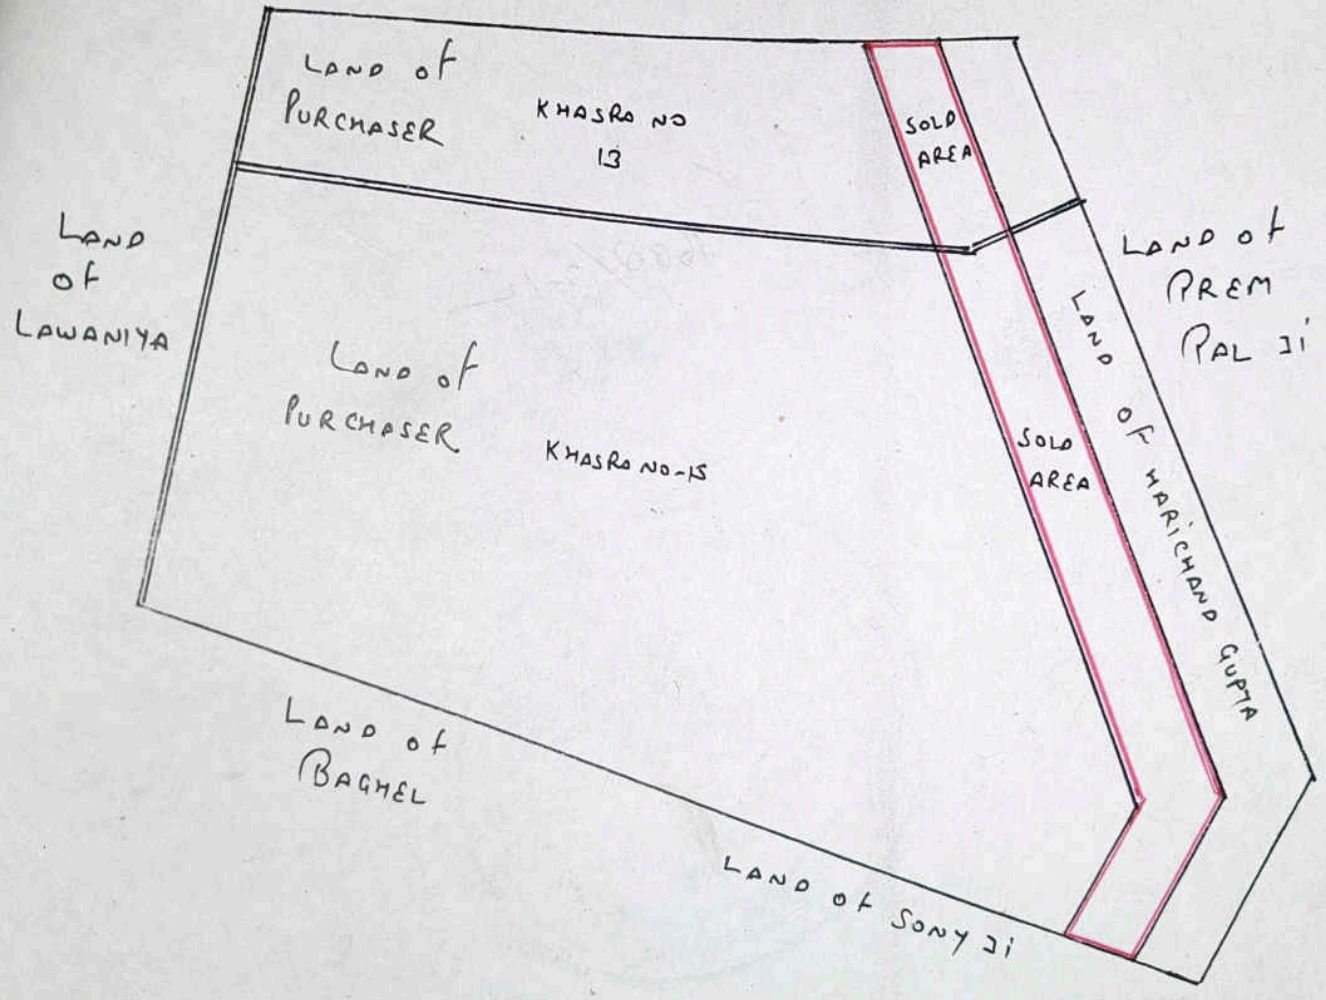 LAND of
PURCHASER
KHASRA NO
13
SOLD
AREA
LAND
of
LAWANIYA
LAND of
PREM
PAL Ji
LAND of
PURCHASER
KHASRA NO-15
SOLD
AREA
LAND OF HARICHAND GUPTA
LAND of
BAGHEL
LAND of SONY Ji